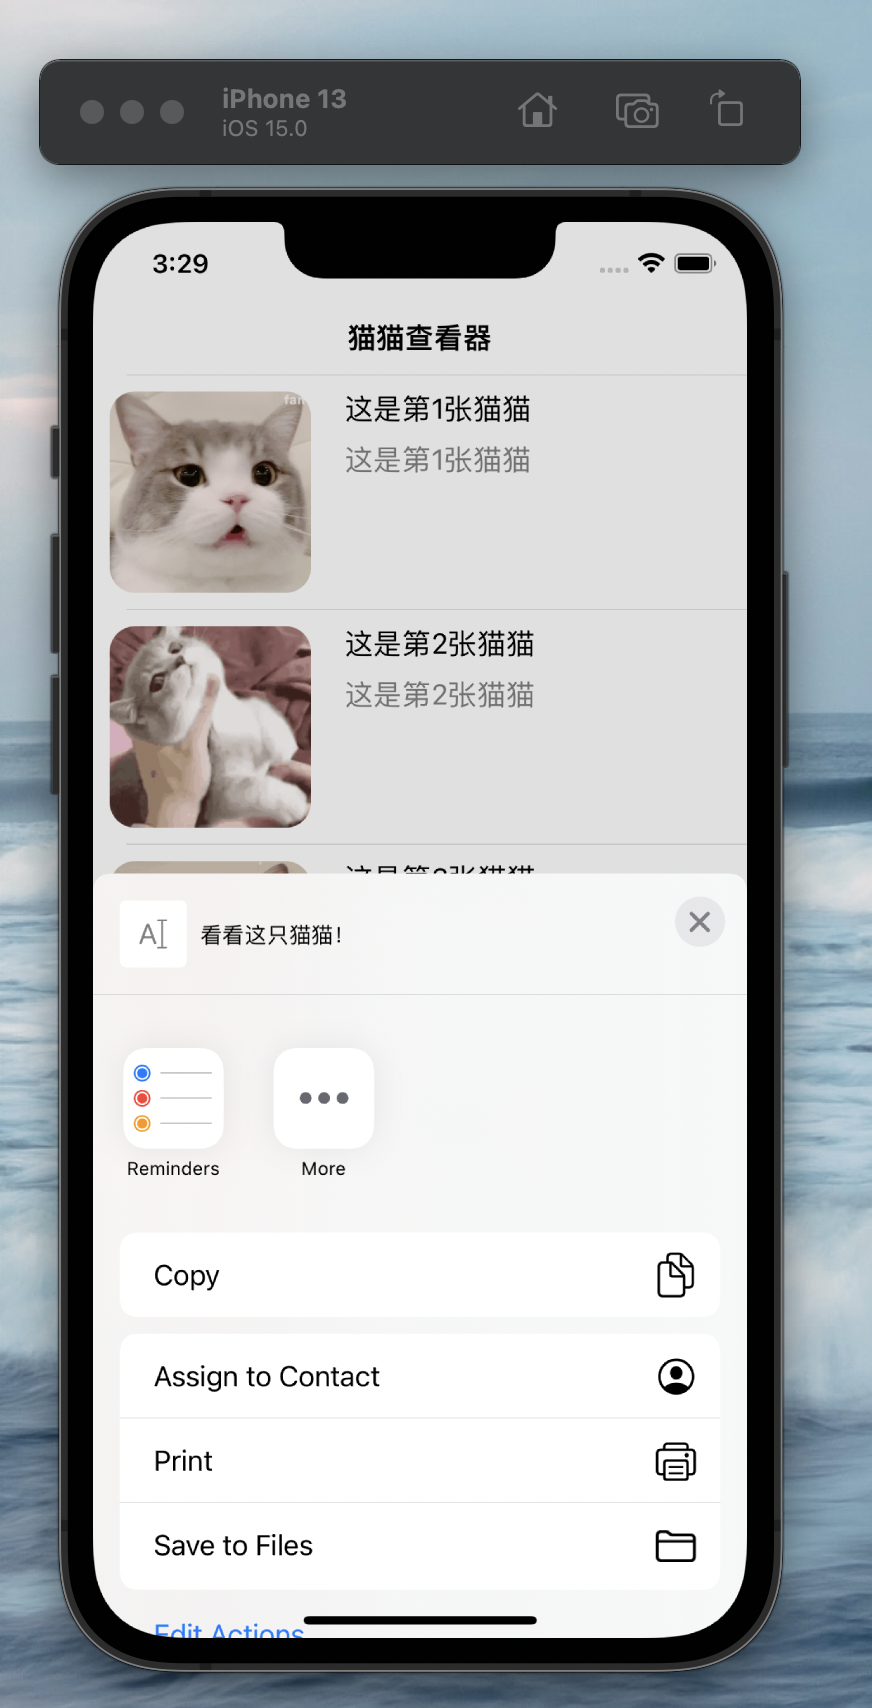 iPhone 13
iOS 15.0
3:29
猫猫查看器
这是第1张猫猫
这是第1张猫猫
这是第2张猫猫
这是第2张猫猫
看看这只猫猫！
Reminders
More
Copy
Assign to Contact
Print
Save to Files
Edit Actions